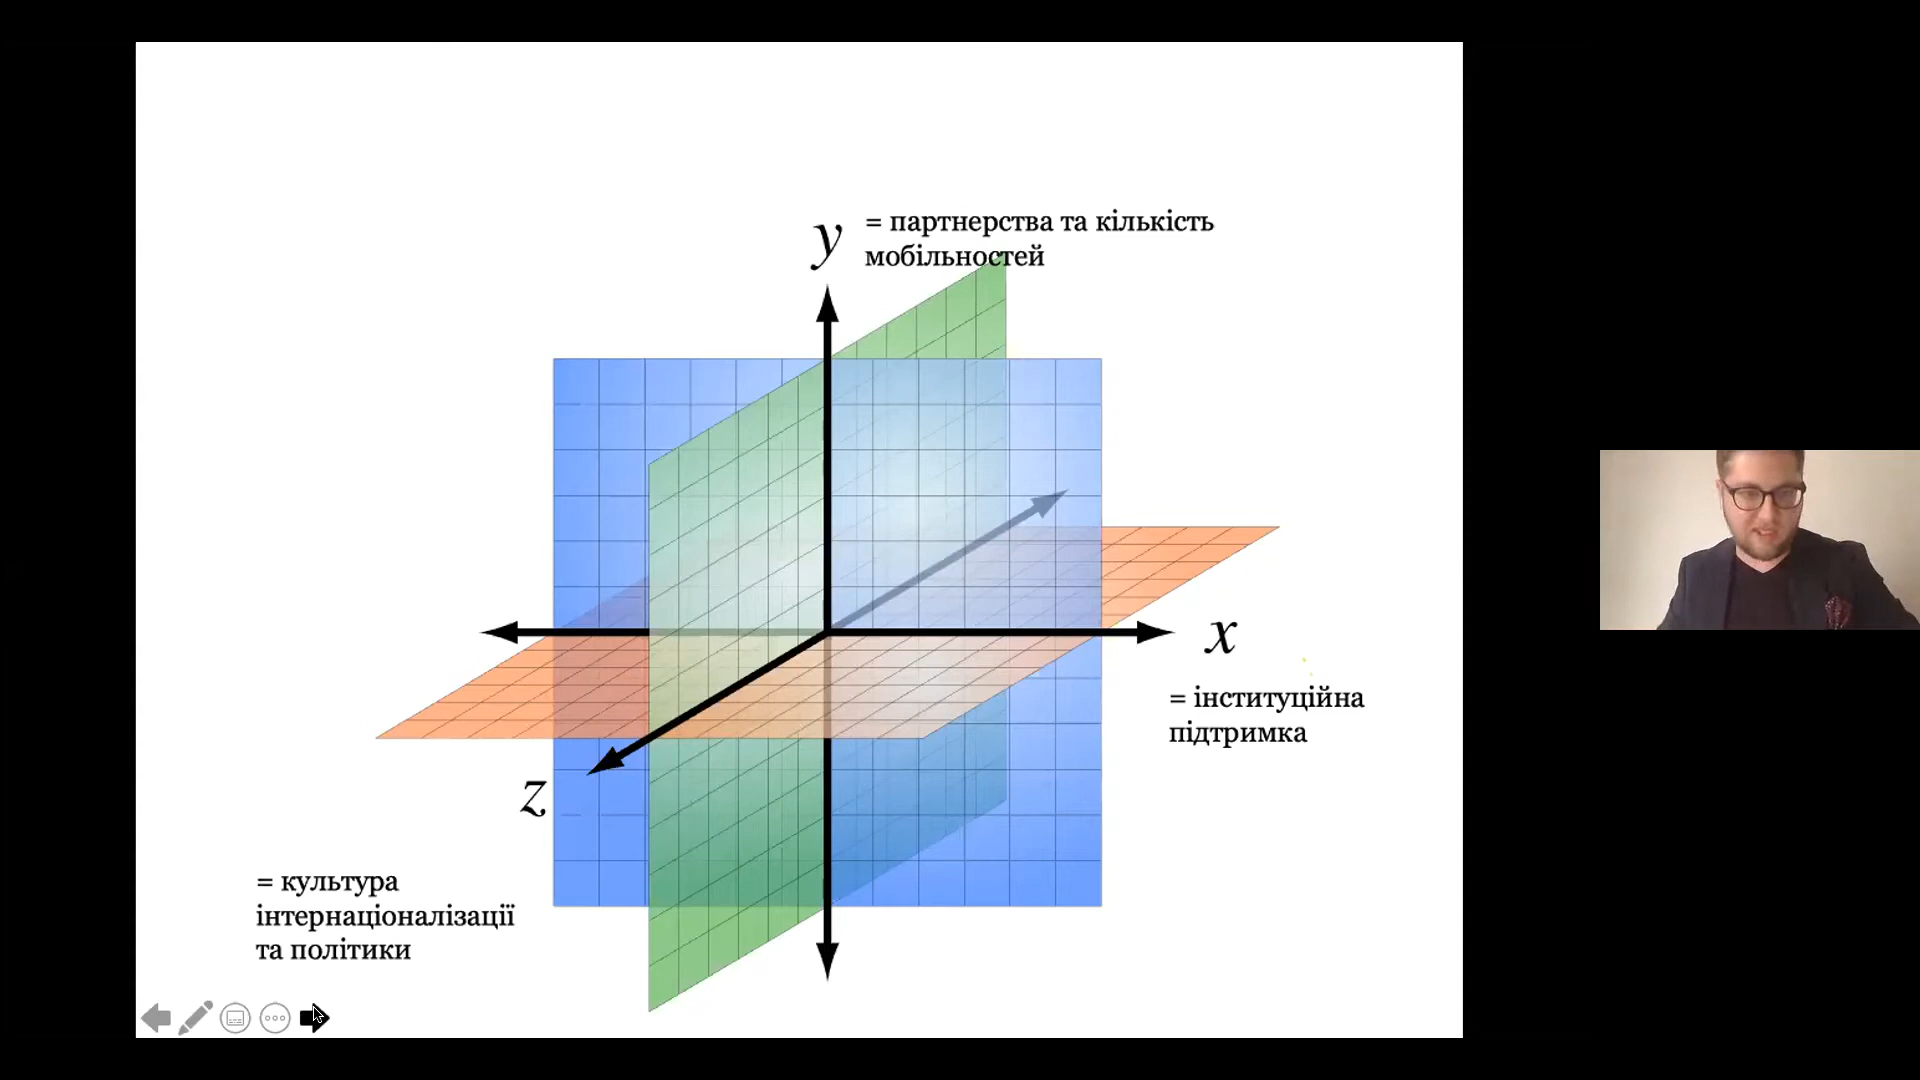 y
= партнерства та кількість
мобільностей
x
= інституційна
підтримка
z
= культура
інтернаціоналізації
та політики